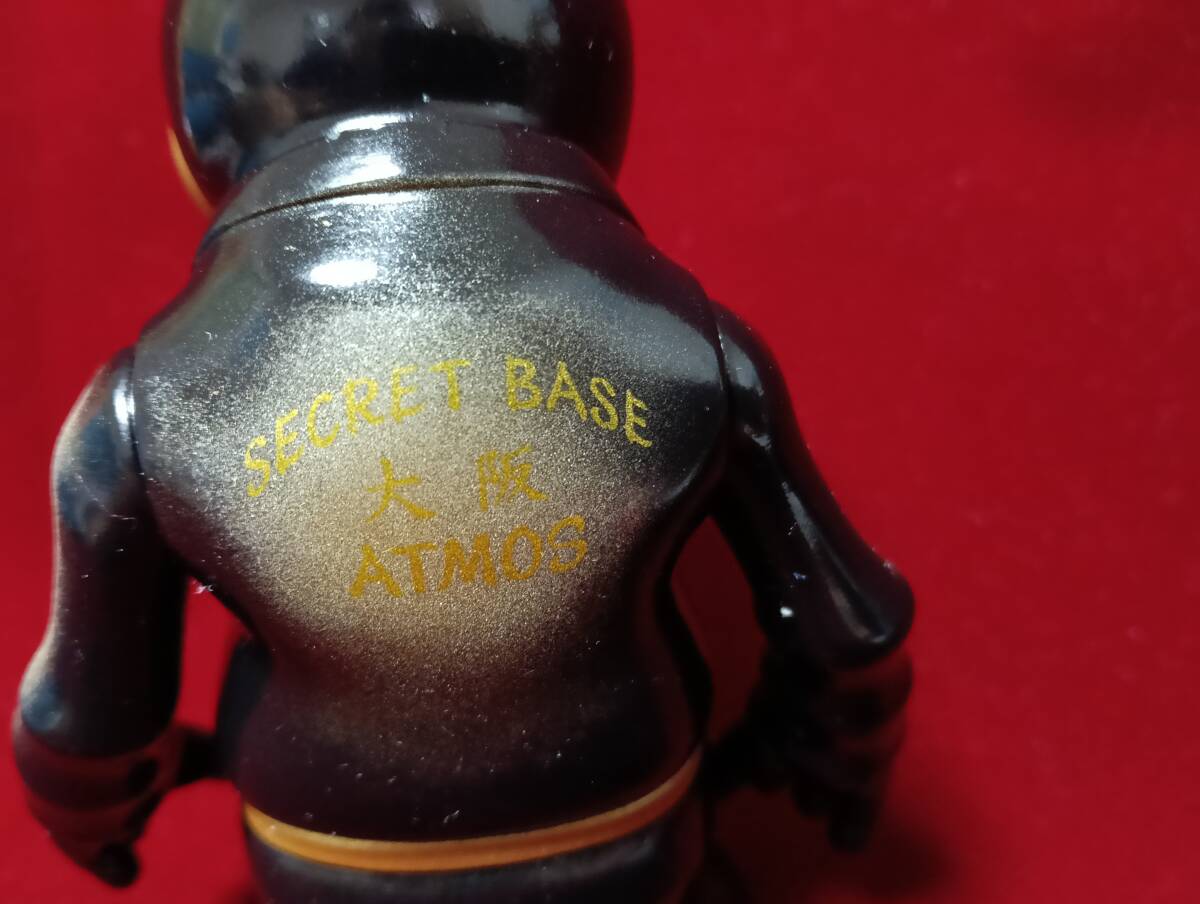 SECRET BASE
大阪
ATMOS